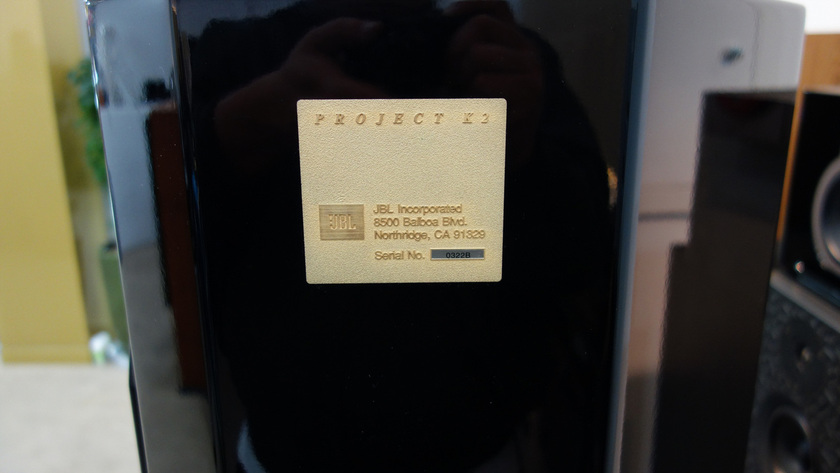 PROJECT K2
JBL
JBL Incorporated
8500 Balboa Blvd.
Northridge, CA 91329
Serial No. 0322B